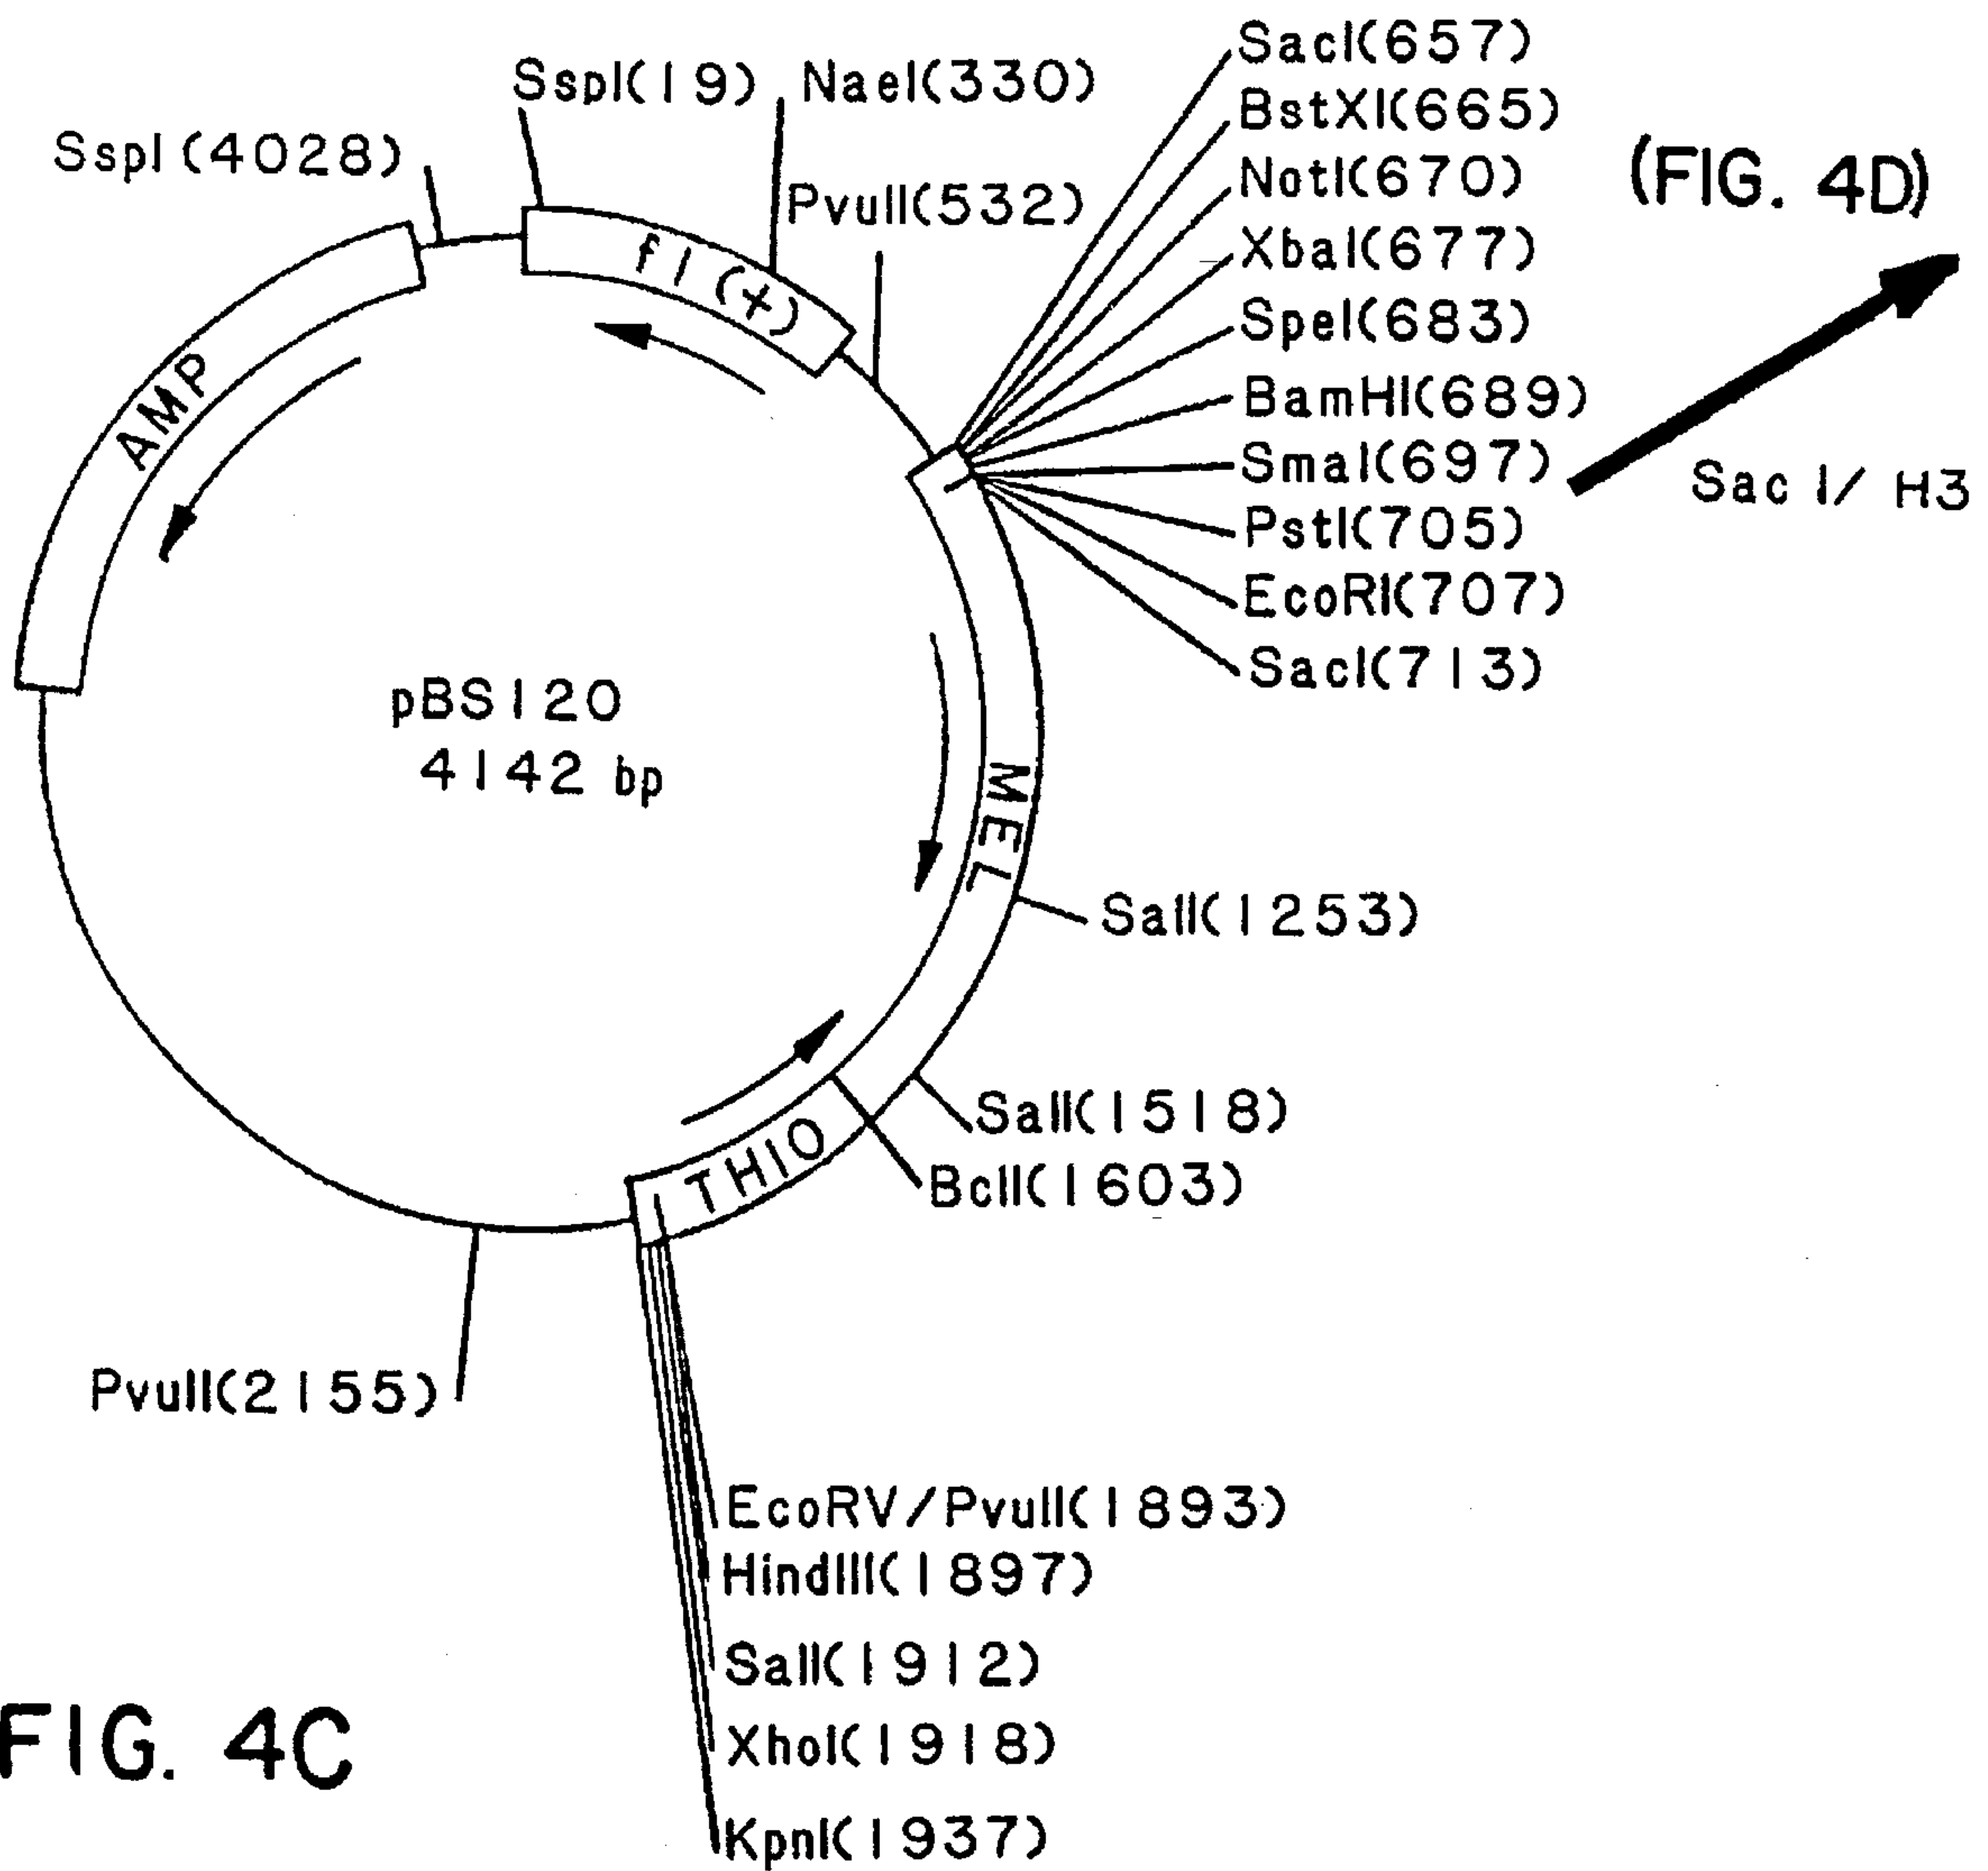 SspI(4028)
SspI(19)
NaeI(330)
PvuII(532)
SacI(657)
BstXI(665)
NotI(670)
XbaI(677)
SpeI(683)
BamHI(689)
SmaI(697)
PstI(705)
EcoRI(707)
SacI(713)
(FIG. 4D)
Sac I/ H3
f1(+)
AMP
pBS120
4142 bp
MEL
SalI(1253)
SalI(1518)
BclI(1603)
THIO
PvuII(2155)
EcoRV/PvuII(1893)
HindIII(1897)
SalI(1912)
XhoI(1918)
KpnI(1937)
FIG. 4C